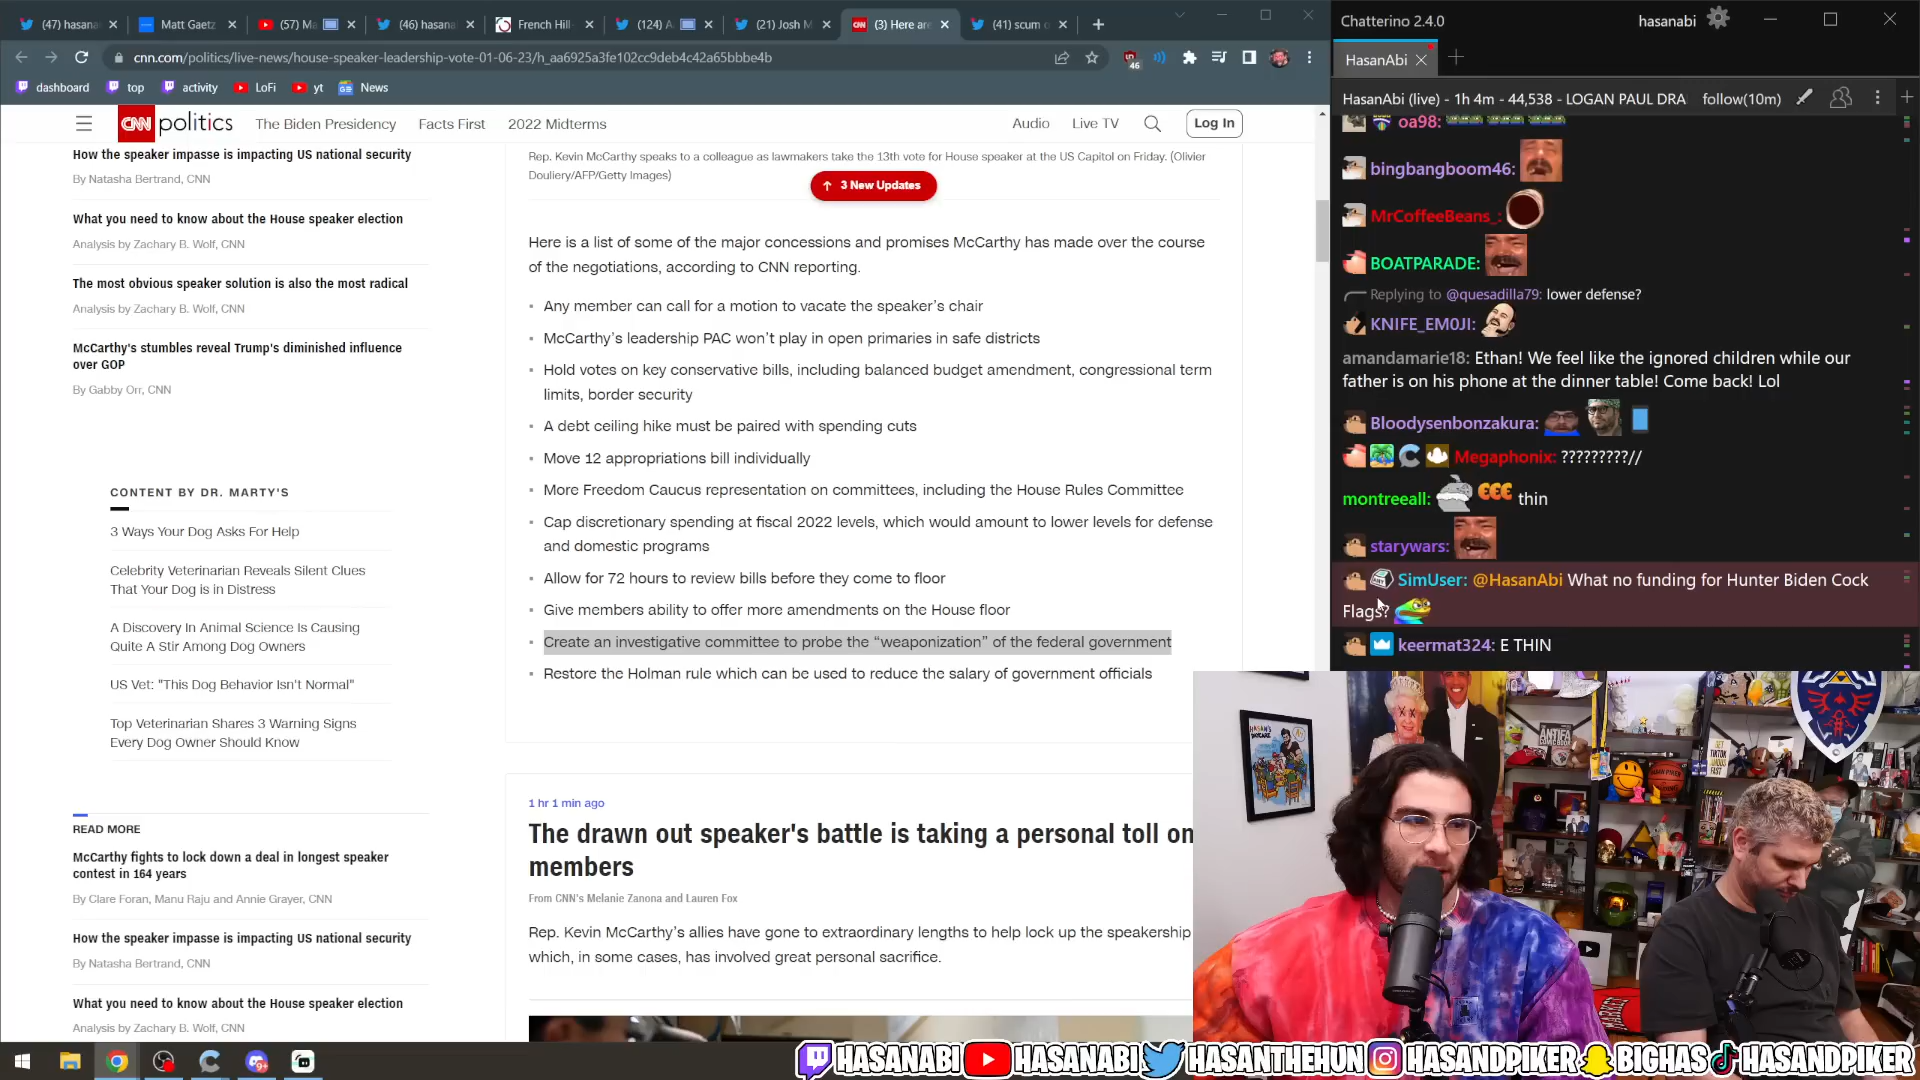 (47) hasana
Matt Gaetz
(57) Ma
(46) hasana
French Hill
(124) A
(21) Josh M
(3) Here are
(41) scum o
cnn.com/politics/live-news/house-speaker-leadership-vote-01-06-23/h_aa6925a3fe102cc9deb4c42a65bbbe4b
46
dashboard
top
activity
LoFi
yt
News
CNN politics
The Biden Presidency
Facts First
2022 Midterms
Audio
Live TV
Log In
How the speaker impasse is impacting US national security
By Natasha Bertrand, CNN
What you need to know about the House speaker election
Analysis by Zachary B. Wolf, CNN
The most obvious speaker solution is also the most radical
Analysis by Zachary B. Wolf, CNN
McCarthy's stumbles reveal Trump's diminished influence
over GOP
By Gabby Orr, CNN
CONTENT BY DR. MARTY'S
3 Ways Your Dog Asks For Help
Celebrity Veterinarian Reveals Silent Clues
That Your Dog is in Distress
A Discovery In Animal Science Is Causing
Quite A Stir Among Dog Owners
US Vet: "This Dog Behavior Isn't Normal"
Top Veterinarian Shares 3 Warning Signs
Every Dog Owner Should Know
READ MORE
McCarthy fights to lock down a deal in longest speaker
contest in 164 years
By Clare Foran, Manu Raju and Annie Grayer, CNN
How the speaker impasse is impacting US national security
By Natasha Bertrand, CNN
What you need to know about the House speaker election
Analysis by Zachary B. Wolf, CNN
Rep. Kevin McCarthy speaks to a colleague as lawmakers take the 13th vote for House speaker at the US Capitol on Friday. (Olivier
Douliery/AFP/Getty Images)
3 New Updates
Here is a list of some of the major concessions and promises McCarthy has made over the course
of the negotiations, according to CNN reporting.
Any member can call for a motion to vacate the speaker's chair
McCarthy's leadership PAC won't play in open primaries in safe districts
Hold votes on key conservative bills, including balanced budget amendment, congressional term
limits, border security
A debt ceiling hike must be paired with spending cuts
Move 12 appropriations bill individually
More Freedom Caucus representation on committees, including the House Rules Committee
Cap discretionary spending at fiscal 2022 levels, which would amount to lower levels for defense
and domestic programs
Allow for 72 hours to review bills before they come to floor
Give members ability to offer more amendments on the House floor
Create an investigative committee to probe the “weaponization” of the federal government
Restore the Holman rule which can be used to reduce the salary of government officials
1 hr 1 min ago
The drawn out speaker's battle is taking a personal toll on
members
From CNN's Melanie Zanona and Lauren Fox
Rep. Kevin McCarthy's allies have gone to extraordinary lengths to help lock up the speakership
which, in some cases, has involved great personal sacrifice.
Chatterino 2.4.0
hasanabi
HasanAbi
HasanAbi (live) - 1h 4m - 44,538 - LOGAN PAUL DRA
follow(10m)
oa98:
bingbangboom46:
MrCoffeeBeans_:
BOATPARADE:
Replying to @quesadilla79: lower defense?
KNIFE_EM0JI:
amandamarie18: Ethan! We feel like the ignored children while our
father is on his phone at the dinner table! Come back! Lol
Bloodysenbonzakura:
Megaphonix: ?????????//
montreeall: thin
starywars:
SimUser: @HasanAbi What no funding for Hunter Biden Cock
Flags?
keermat324: E THIN
ANTIFA
HASANABI HASANABI HASANTHEHUN HASANDPIKER BIGHAS HASANDPIKER